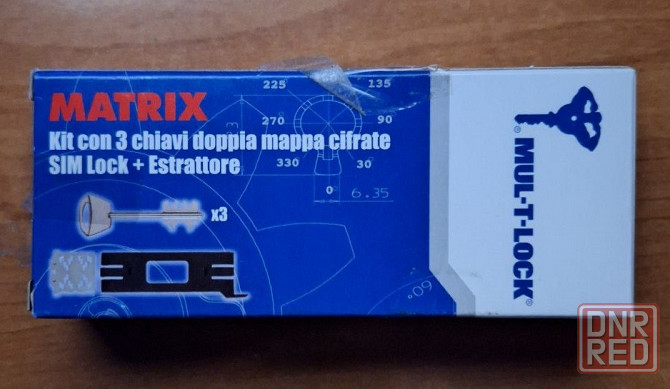 MATRIX
Kit con 3 chiavi doppia mappa cifrate
SIM Lock + Estrattore
225
135
270
90
330
30°
0°
6.35
x3
60°
MUL-T-LOCK®
DNR
RED